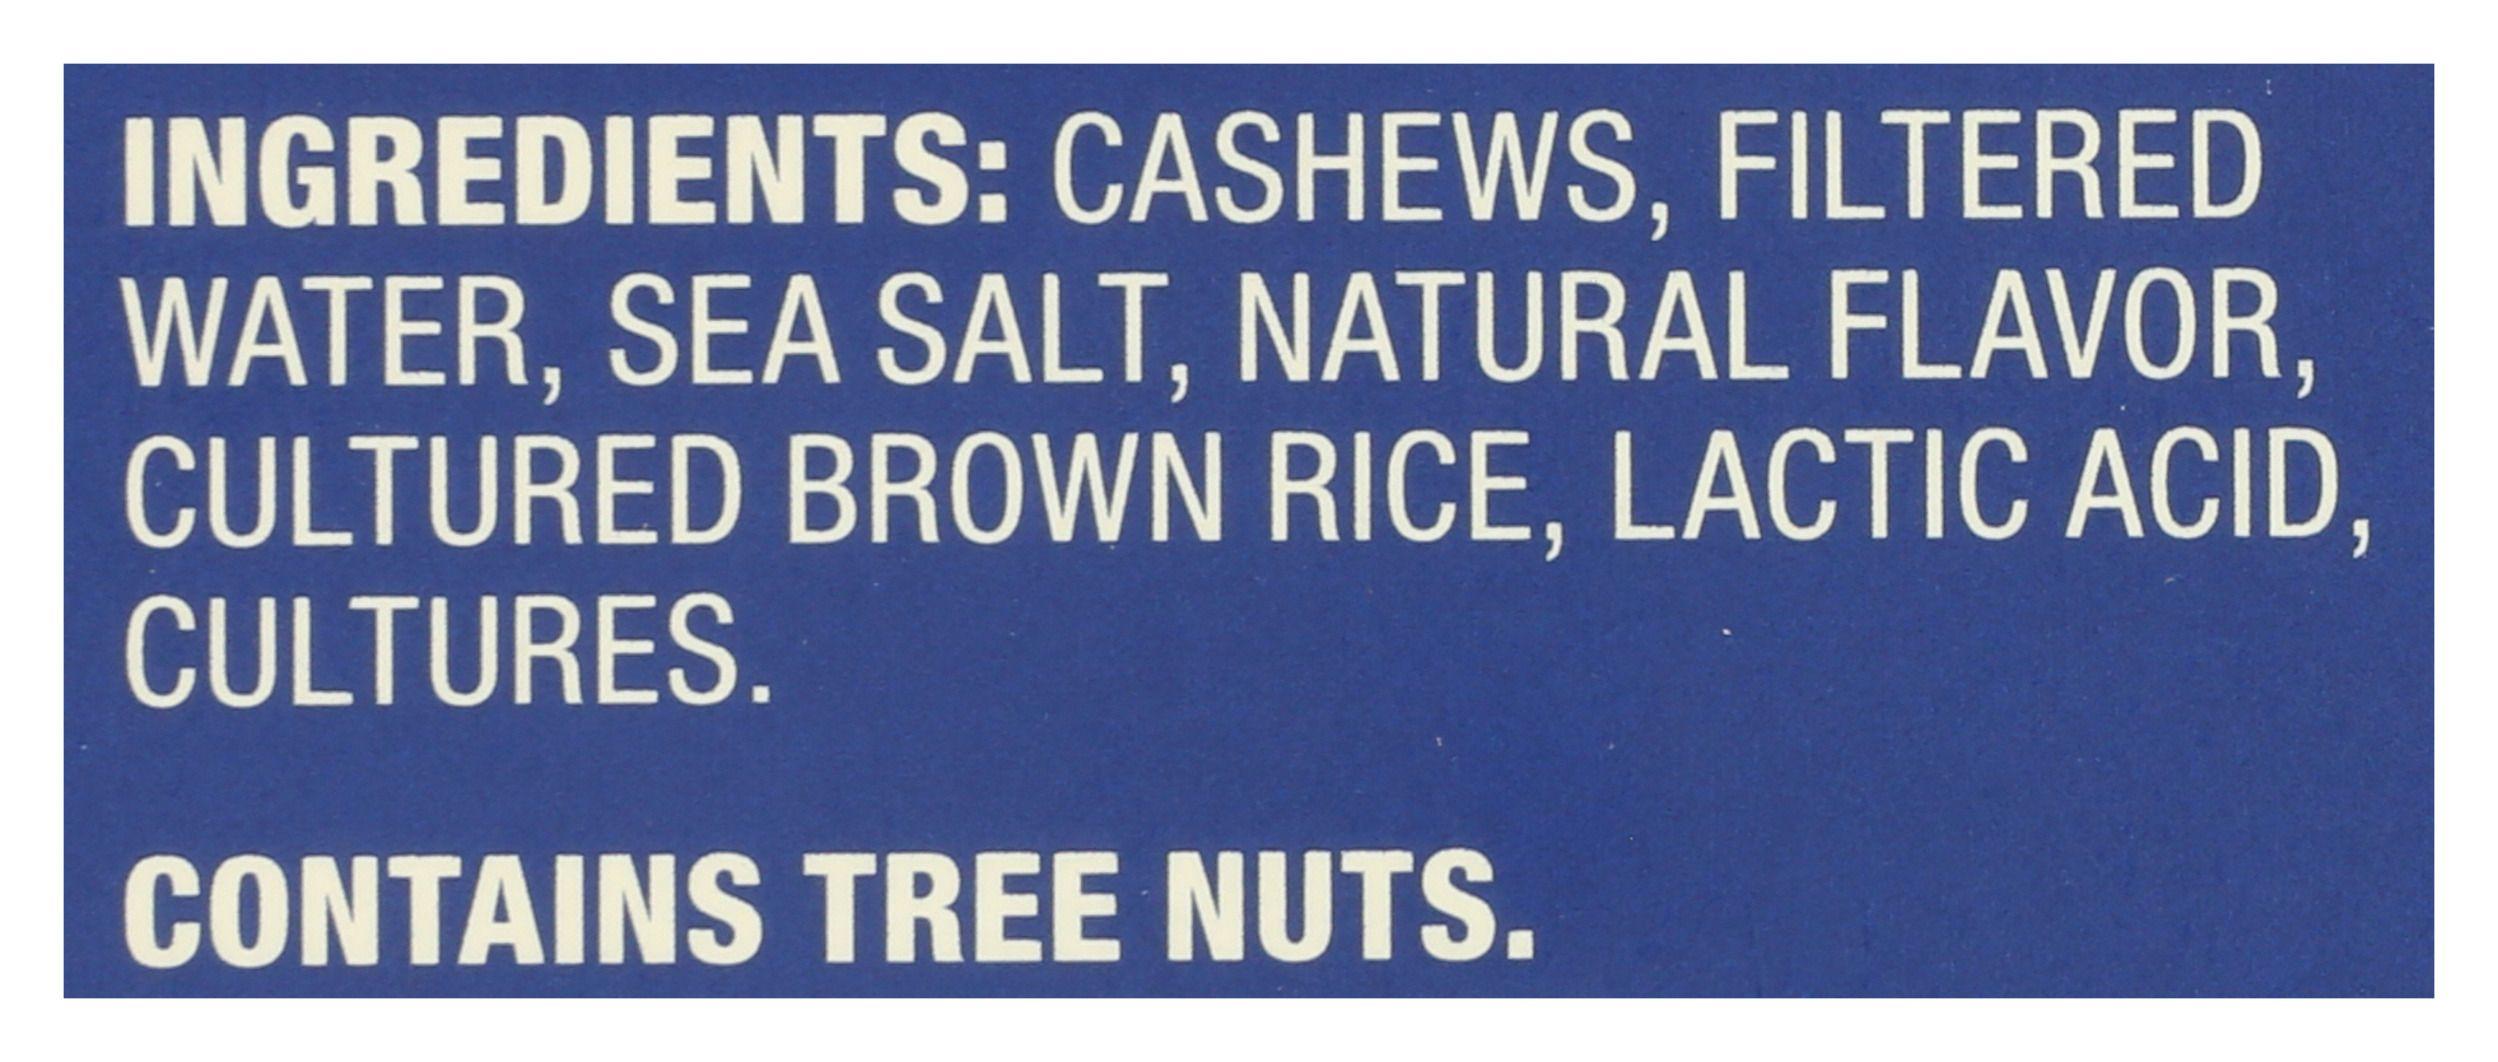 INGREDIENTS: CASHEWS, FILTERED
WATER, SEA SALT, NATURAL FLAVOR,
CULTURED BROWN RICE, LACTIC ACID,
CULTURES.
CONTAINS TREE NUTS.